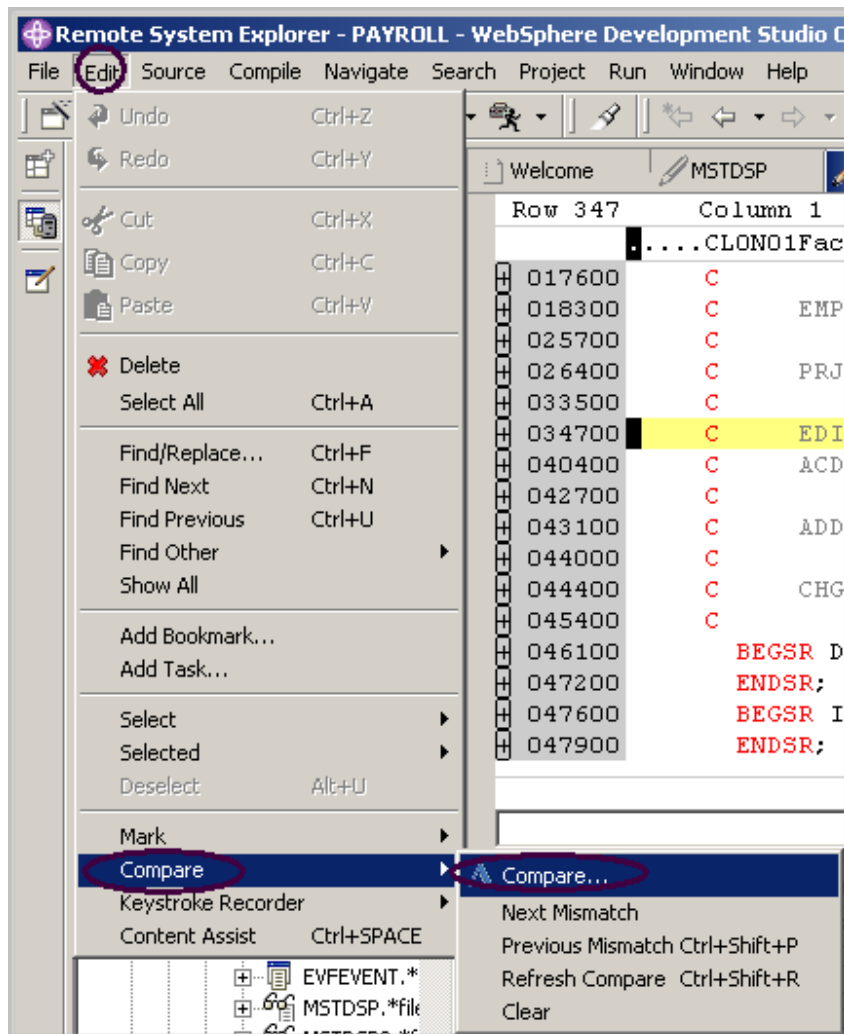 Remote System Explorer - PAYROLL - WebSphere Development Studio C
File Edit Source Compile Navigate Search Project Run Window Help
Undo Ctrl+Z
Redo Ctrl+Y
Cut Ctrl+X
Copy Ctrl+C
Paste Ctrl+V
Delete
Select All Ctrl+A
Find/Replace... Ctrl+F
Find Next Ctrl+N
Find Previous Ctrl+U
Find Other
Show All
Add Bookmark...
Add Task...
Select
Selected
Deselect Alt+U
Mark
Compare
Keystroke Recorder
Content Assist Ctrl+SPACE
Compare...
Next Mismatch
Previous Mismatch Ctrl+Shift+P
Refresh Compare Ctrl+Shift+R
Clear
Welcome MSTDSP
Row 347 Column 1
.....CL0N01Fac
017600 C
018300 C EMP
025700 C
026400 C PRJ
033500 C
034700 C EDI
040400 C ACD
042700 C
043100 C ADD
044000 C
044400 C CHG
045400 C
046100 BEGSR D
047200 ENDSR;
047600 BEGSR I
047900 ENDSR;
EVFEVENT.*
MSTDSP.*file